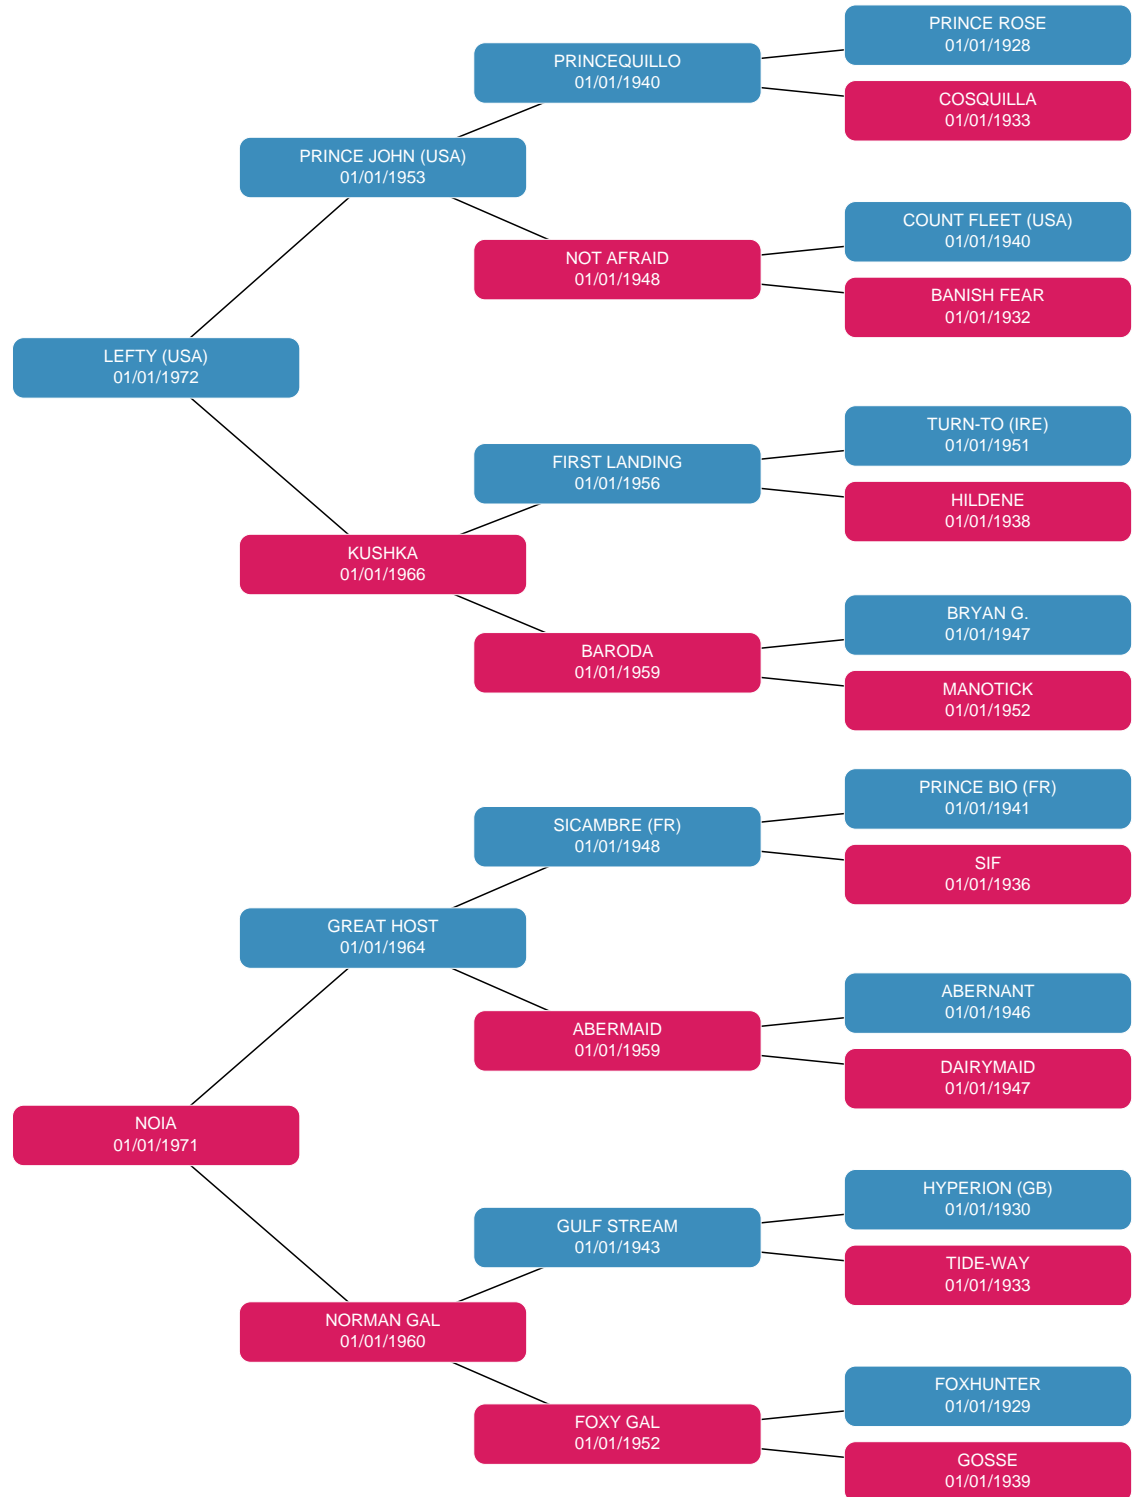 PRINCE ROSE
01/01/1928
PRINCEQUILLO
01/01/1940
COSQUILLA
01/01/1933
PRINCE JOHN (USA)
01/01/1953
COUNT FLEET (USA)
01/01/1940
NOT AFRAID
01/01/1948
BANISH FEAR
01/01/1932
LEFTY (USA)
01/01/1972
TURN-TO (IRE)
01/01/1951
FIRST LANDING
01/01/1956
HILDENE
01/01/1938
KUSHKA
01/01/1966
BRYAN G.
01/01/1947
BARODA
01/01/1959
MANOTICK
01/01/1952
PRINCE BIO (FR)
01/01/1941
SICAMBRE (FR)
01/01/1948
SIF
01/01/1936
GREAT HOST
01/01/1964
ABERNANT
01/01/1946
ABERMAID
01/01/1959
DAIRYMAID
01/01/1947
NOIA
01/01/1971
HYPERION (GB)
01/01/1930
GULF STREAM
01/01/1943
TIDE-WAY
01/01/1933
NORMAN GAL
01/01/1960
FOXHUNTER
01/01/1929
FOXY GAL
01/01/1952
GOSSE
01/01/1939